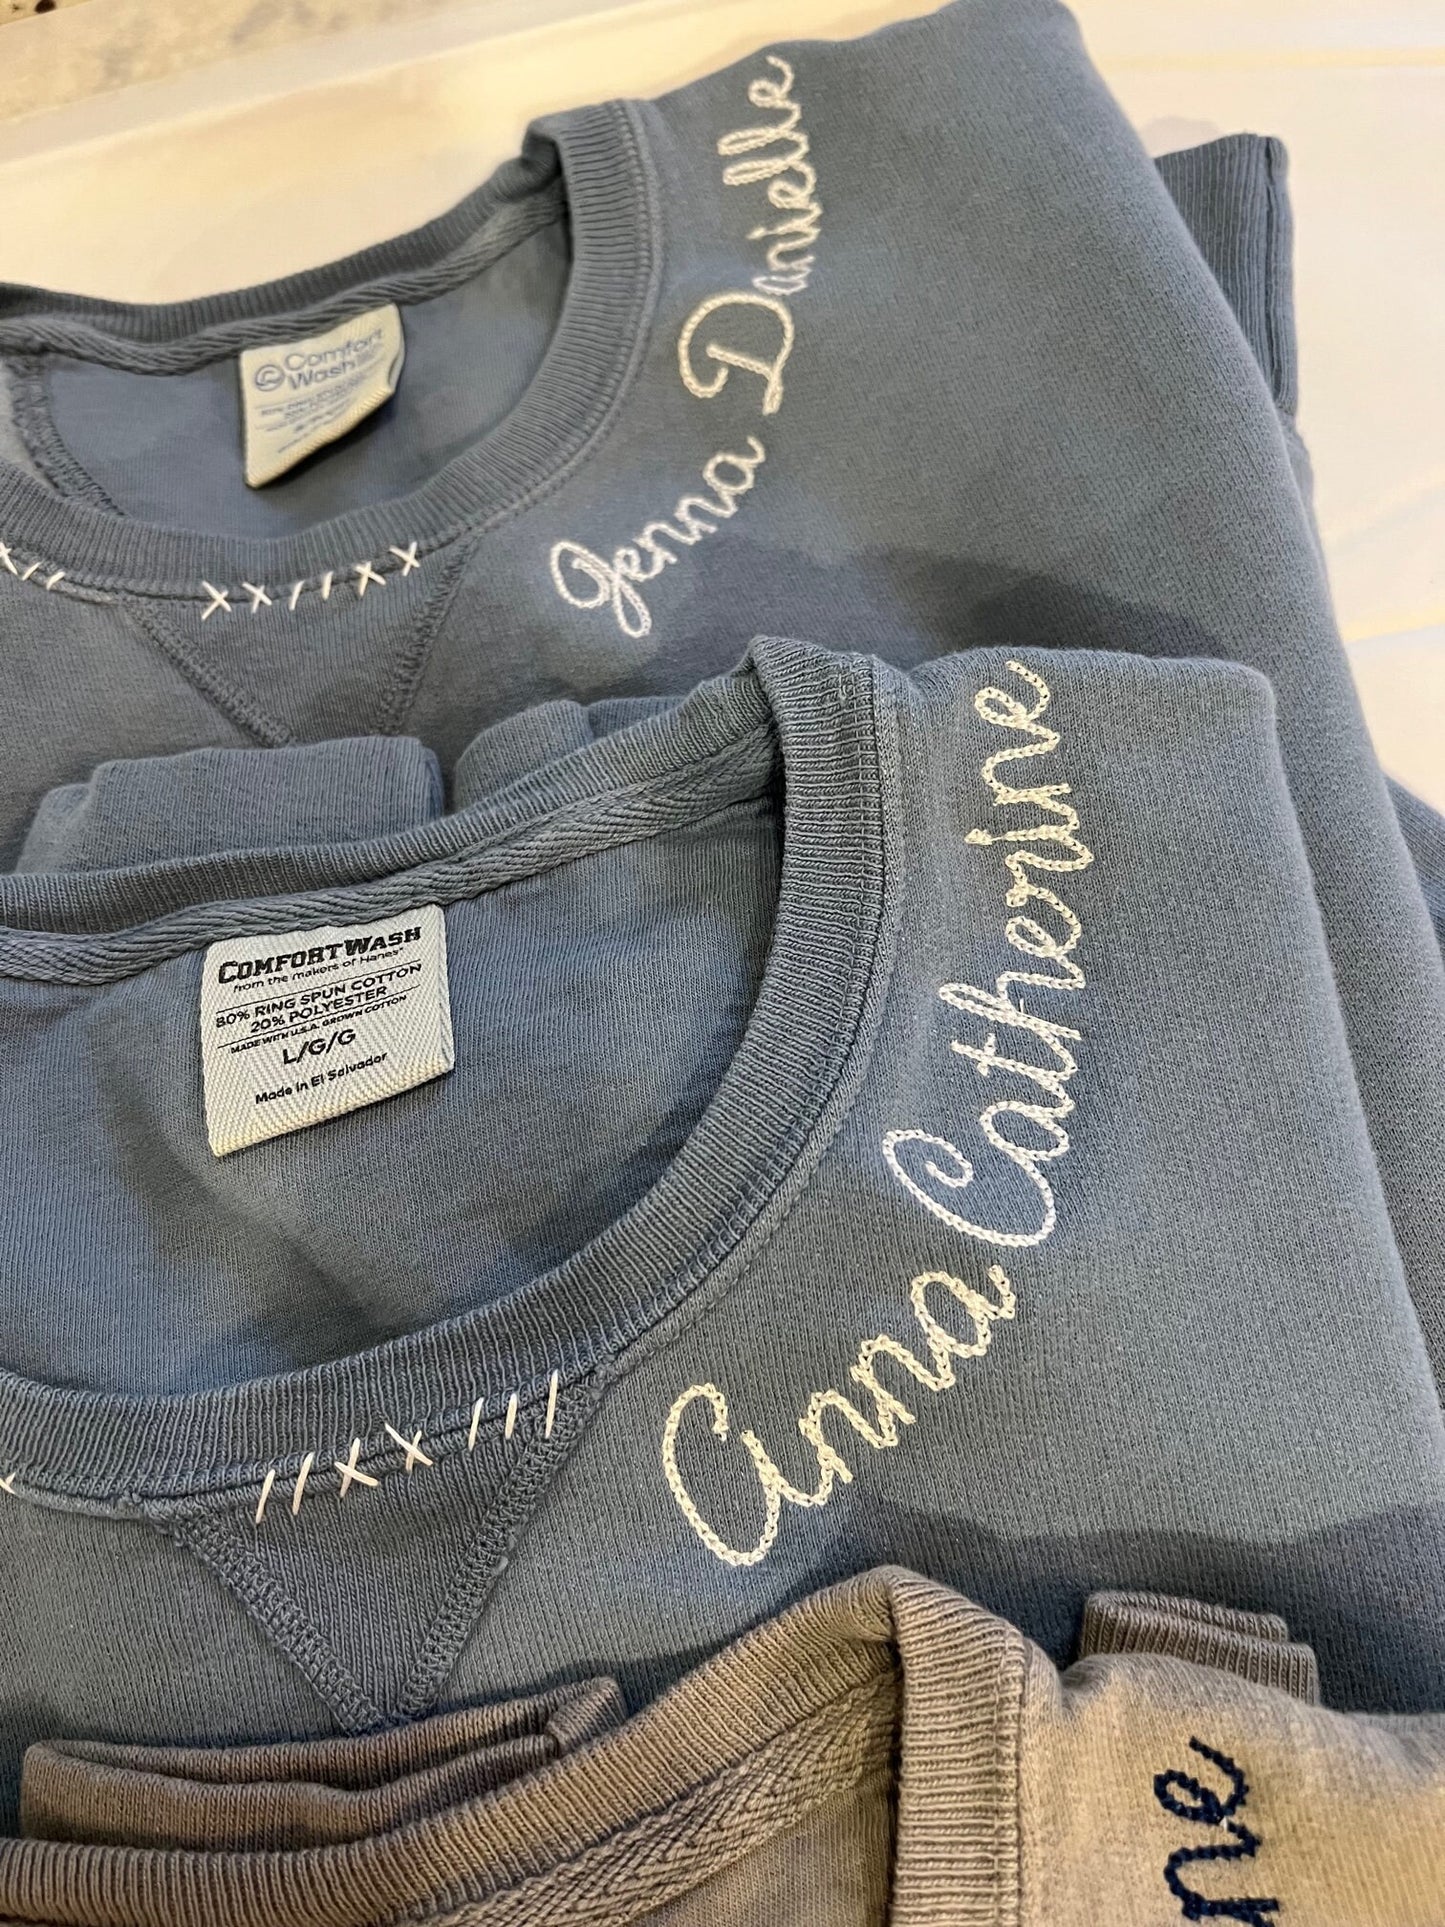 Jenna Danielle
Comfort
Wash
Anna Catherine
COMFORTWASH
from the makers of Hanes®
80% RING SPUN COTTON
20% POLYESTER
MADE WITH U.S.A. GROWN COTTON
L/G/G
Made in El Salvador
ne